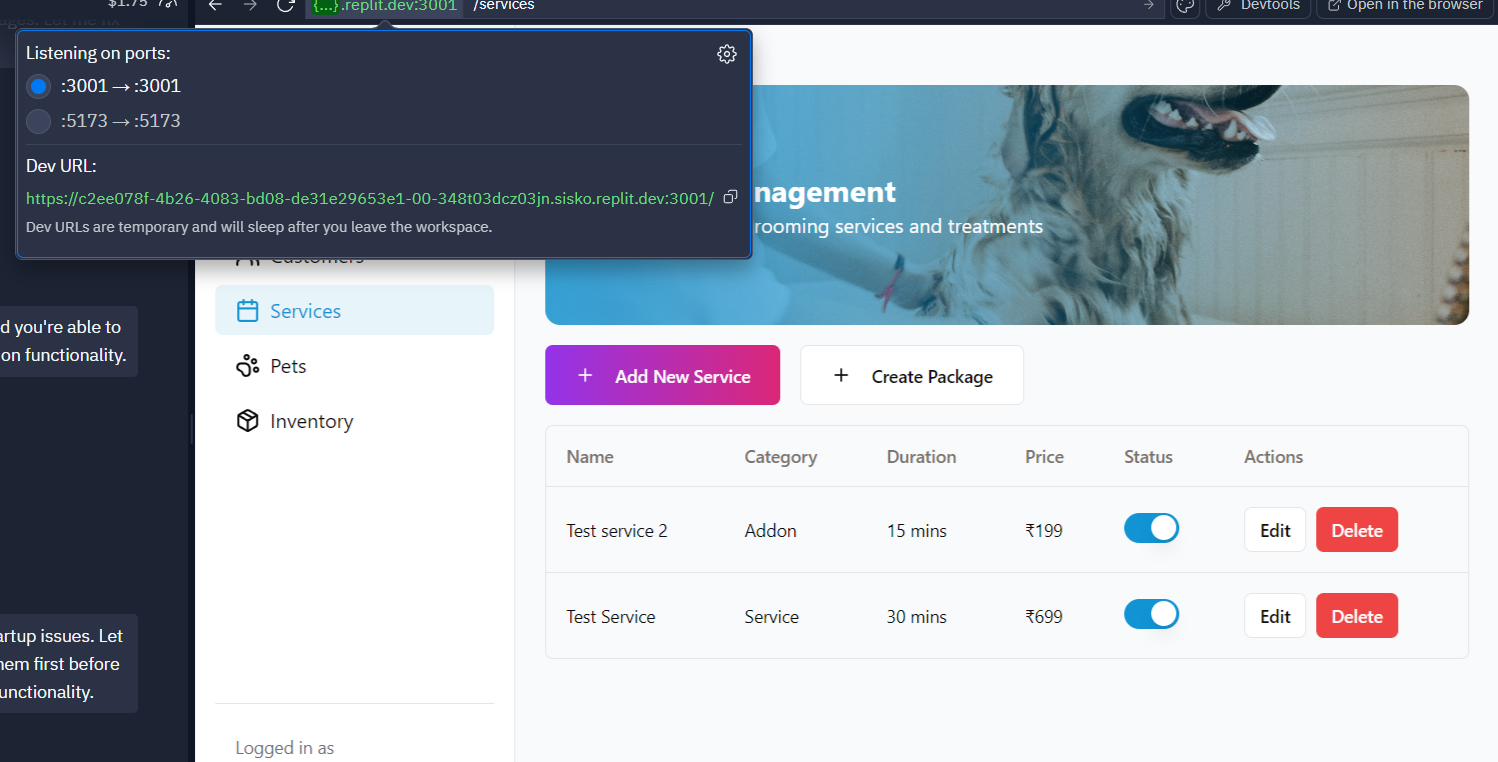 $1.75
{...}.replit.dev:3001 /services
Devtools
Open in the browser
Listening on ports:
:3001 → :3001
:5173 → :5173
Dev URL:
https://c2ee078f-4b26-4083-bd08-de31e29653e1-00-348t03dcz03jn.sisko.replit.dev:3001/
Dev URLs are temporary and will sleep after you leave the workspace.
nagement
rooming services and treatments
Customers
Services
Pets
Inventory
Logged in as
d you're able to
on functionality.
artup issues. Let
hem first before
unctionality.
+ Add New Service
+ Create Package
Name Category Duration Price Status Actions
Test service 2 Addon 15 mins ₹199 Edit Delete
Test Service Service 30 mins ₹699 Edit Delete